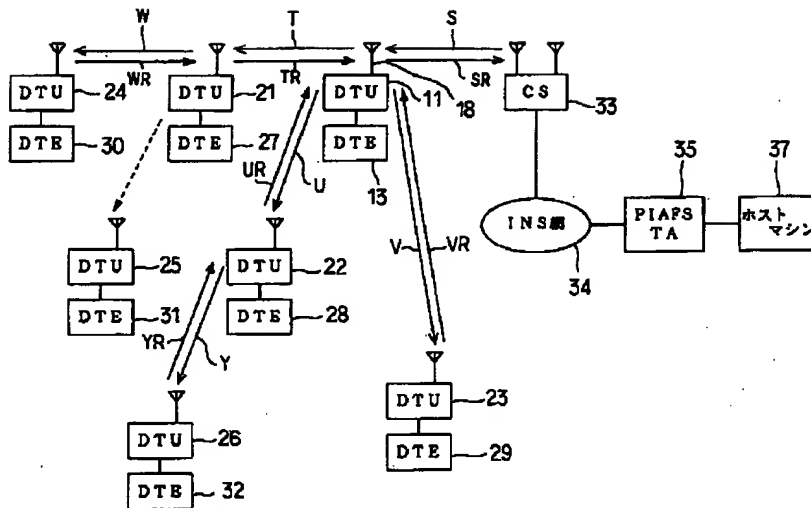 W
T
S
WR
TR
SR
DTU
24
DTU
21
DTU
11
18
CS
33
DTE
30
DTE
27
DTE
13
UR
U
35
37
INS網
34
PIAFS
TA
ホスト
マシン
V
VR
DTU
25
DTU
22
DTE
31
DTE
28
YR
Y
DTU
23
DTU
26
DTE
29
DTE
32